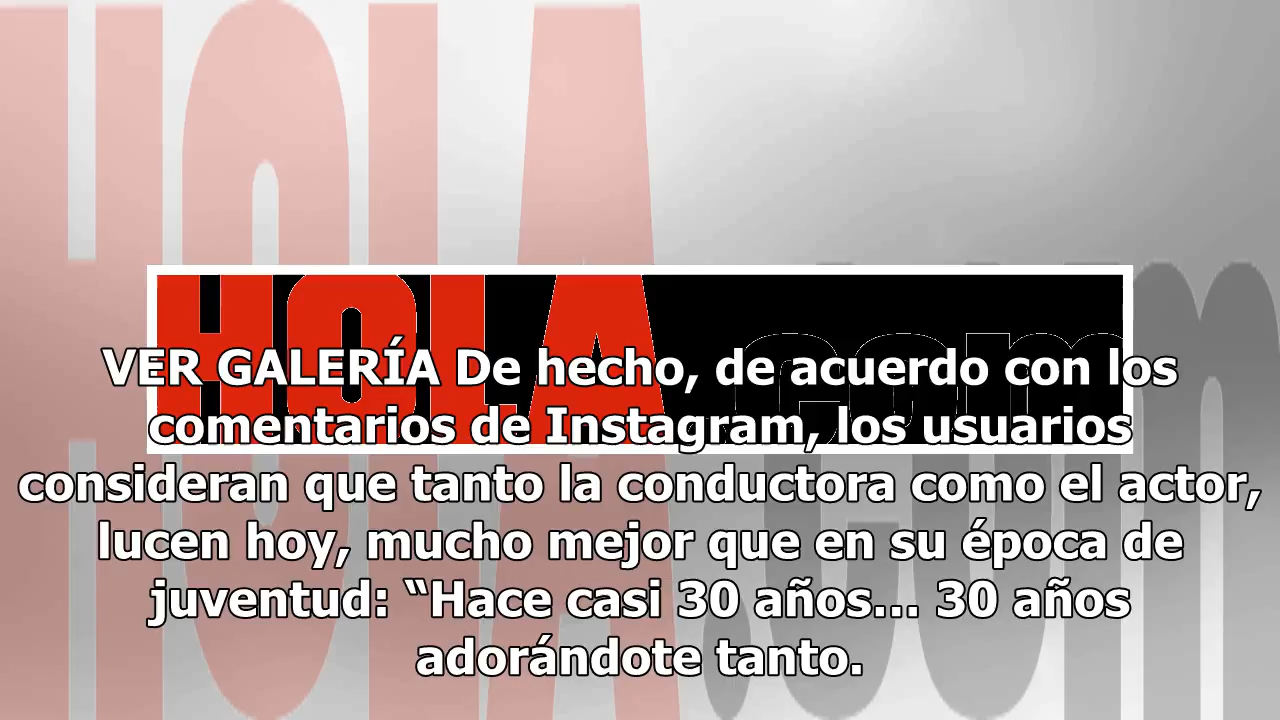 HOLA.com
HOLA.com
VER GALERÍA De hecho, de acuerdo con los
comentarios de Instagram, los usuarios
consideran que tanto la conductora como el actor,
lucen hoy, mucho mejor que en su época de
juventud: “Hace casi 30 años... 30 años
adorándote tanto.